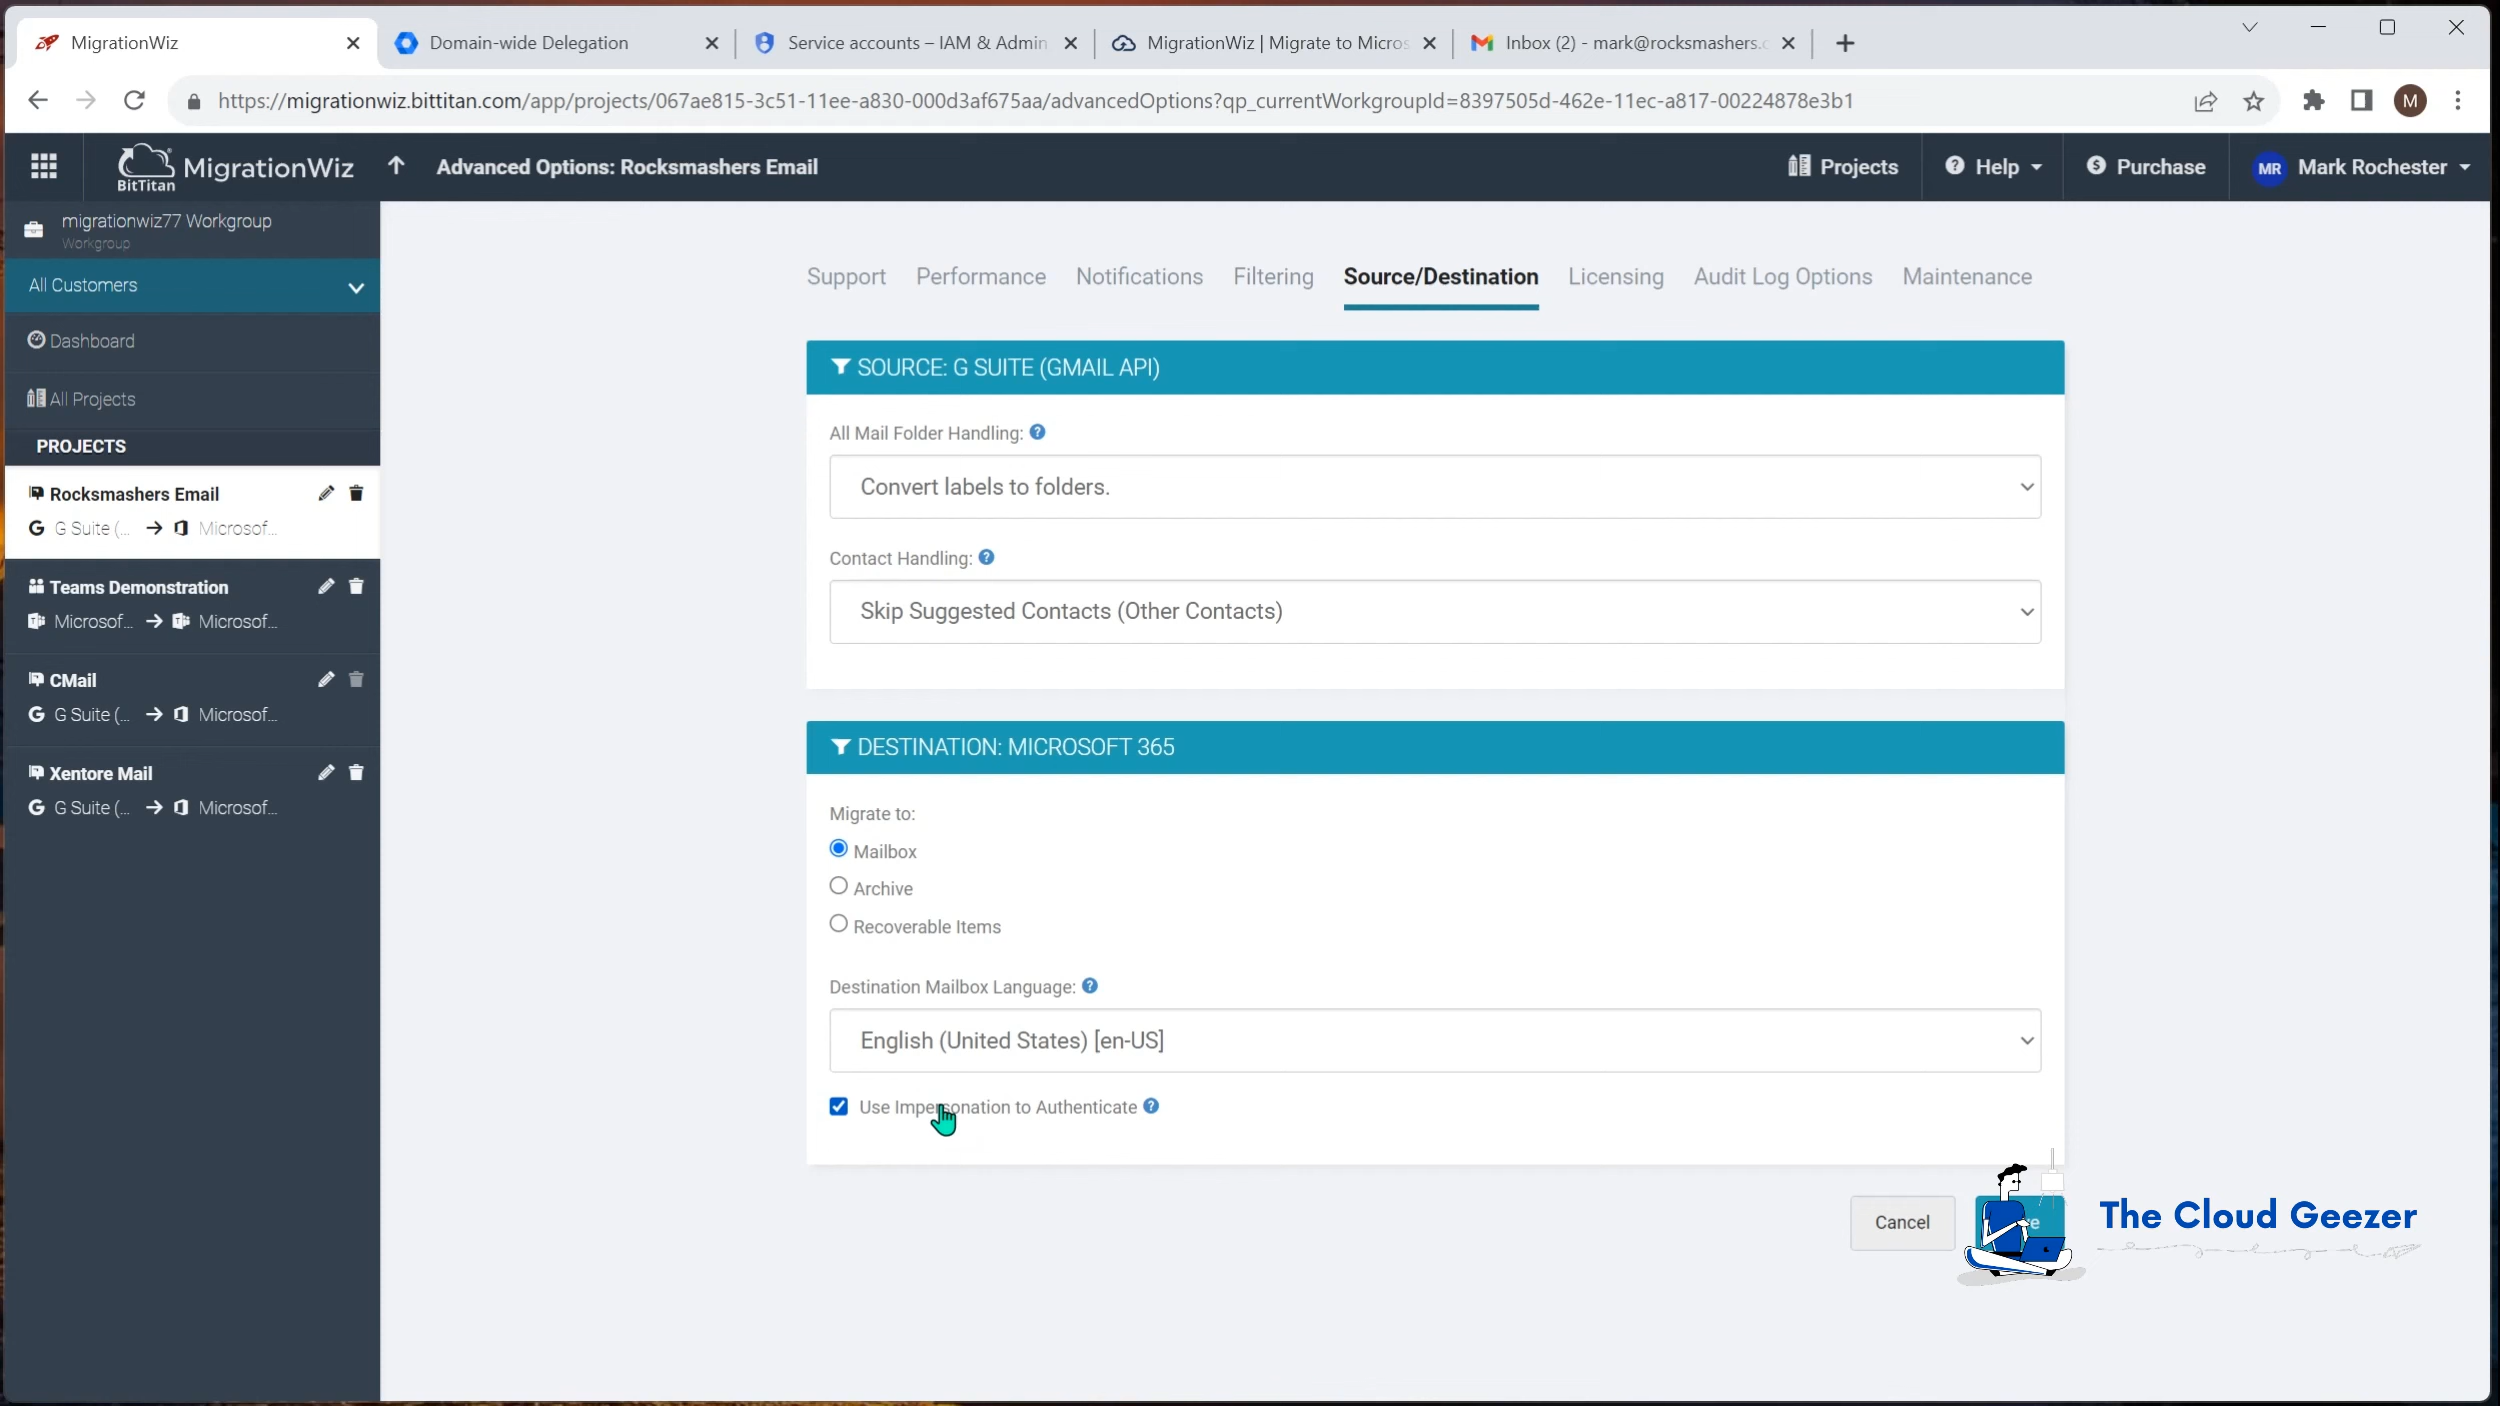 MigrationWiz
Domain-wide Delegation
Service accounts – IAM & Admin
MigrationWiz | Migrate to Micros
Inbox (2) - mark@rocksmashers.c
https://migrationwiz.bittitan.com/app/projects/067ae815-3c51-11ee-a830-000d3af675aa/advancedOptions?qp_currentWorkgroupId=8397505d-462e-11ec-a817-00224878e3b1
M
BitTitan MigrationWiz
Advanced Options: Rocksmashers Email
Projects
Help
Purchase
MR
Mark Rochester
migrationwiz77 Workgroup
Workgroup
All Customers
Dashboard
All Projects
PROJECTS
Rocksmashers Email
G Suite (... Microsof...
Teams Demonstration
Microsof... Microsof...
CMail
G Suite (... Microsof...
Xentore Mail
G Suite (... Microsof...
Support
Performance
Notifications
Filtering
Source/Destination
Licensing
Audit Log Options
Maintenance
SOURCE: G SUITE (GMAIL API)
All Mail Folder Handling:
Convert labels to folders.
Contact Handling:
Skip Suggested Contacts (Other Contacts)
DESTINATION: MICROSOFT 365
Migrate to:
Mailbox
Archive
Recoverable Items
Destination Mailbox Language:
English (United States) [en-US]
Use Impersonation to Authenticate
Cancel
The Cloud Geezer